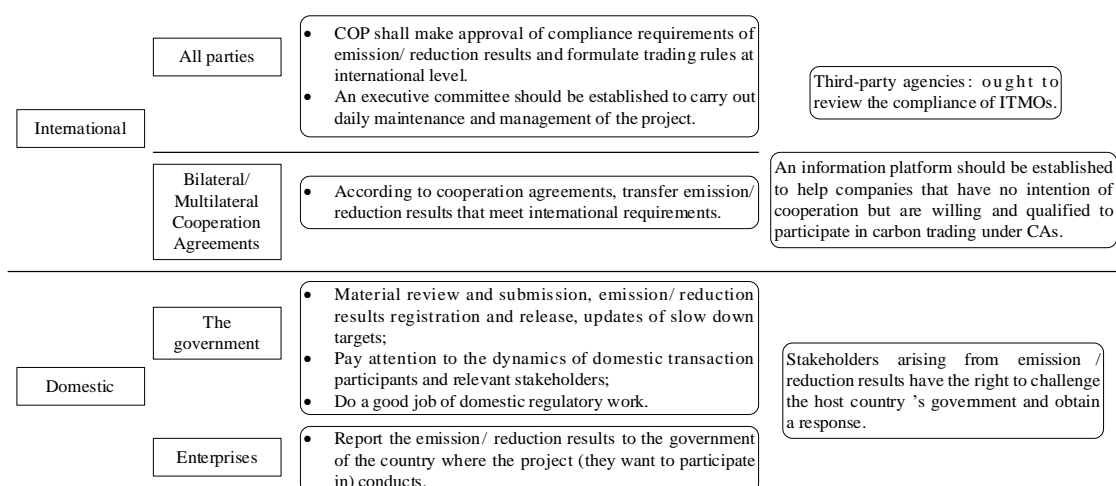 All parties
• COP shall make approval of compliance requirements of
emission/ reduction results and formulate trading rules at
international level.
• An executive committee should be established to carry out
daily maintenance and management of the project.
Third-party agencies: ought to
review the compliance of ITMOs.
International
Bilateral/
Multilateral
Cooperation
Agreements
• According to cooperation agreements, transfer emission/
reduction results that meet international requirements.
An information platform should be established
to help companies that have no intention of
cooperation but are willing and qualified to
participate in carbon trading under CAs.
The
government
• Material review and submission, emission/ reduction
results registration and release, updates of slow down
targets;
• Pay attention to the dynamics of domestic transaction
participants and relevant stakeholders;
• Do a good job of domestic regulatory work.
Stakeholders arising from emission /
reduction results have the right to challenge
the host country 's government and obtain
a response.
Domestic
Enterprises
• Report the emission/ reduction results to the government
of the country where the project (they want to participate
in) conducts.